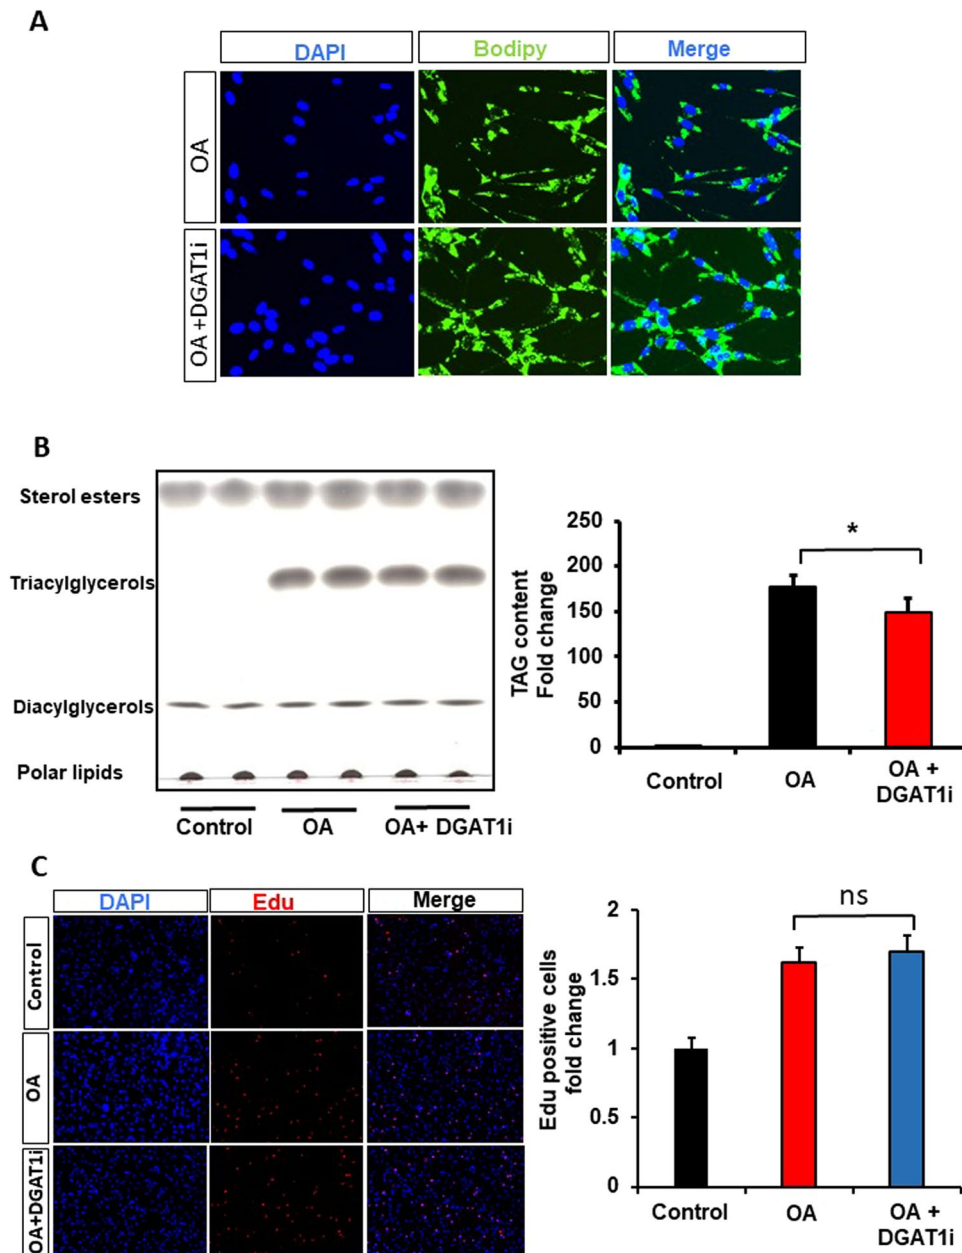 A
DAPI Bodipy Merge
OA
OA +DGAT1i
B
Sterol esters
Triacylglycerols
Diacylglycerols
Polar lipids
Control OA OA+ DGAT1i
TAG content
Fold change
250
200
150
100
50
0
*
Control OA OA +
DGAT1i
C
DAPI Edu Merge
Control
OA
OA+DGAT1i
Edu positive cells
fold change
2
1.5
1
0.5
0
ns
Control OA OA +
DGAT1i